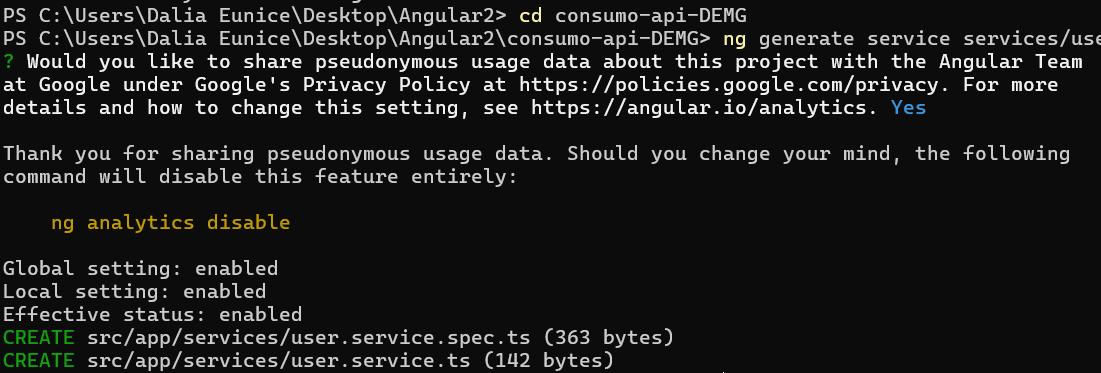 PS C:\Users\Dalia Eunice\Desktop\Angular2> cd consumo-api-DEMG
PS C:\Users\Dalia Eunice\Desktop\Angular2\consumo-api-DEMG> ng generate service services/use
? Would you like to share pseudonymous usage data about this project with the Angular Team
at Google under Google's Privacy Policy at https://policies.google.com/privacy. For more
details and how to change this setting, see https://angular.io/analytics. Yes
Thank you for sharing pseudonymous usage data. Should you change your mind, the following
command will disable this feature entirely:
ng analytics disable
Global setting: enabled
Local setting: enabled
Effective status: enabled
CREATE src/app/services/user.service.spec.ts (363 bytes)
CREATE src/app/services/user.service.ts (142 bytes)